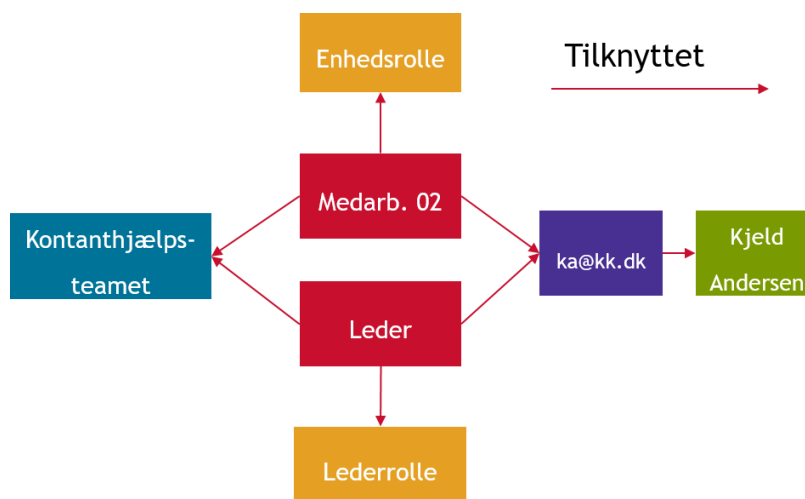 Enhedsrolle
Tilknyttet
Medarb. 02
Kontanthjælps-
teamet
ka@kk.dk
Kjeld
Andersen
Leder
Lederrolle